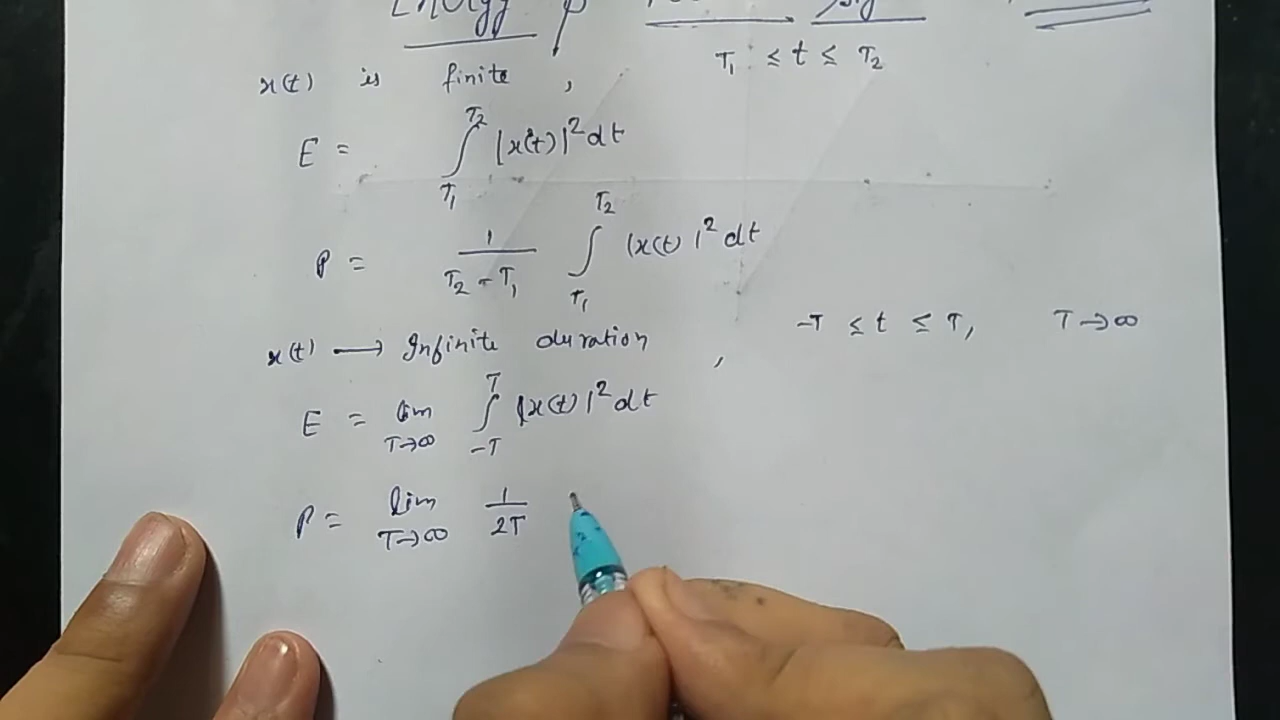 Energy
T₁ ≤ t ≤ T₂
x(t) is finite ,
E = ∫_{T₁}^{T₂} |x(t)|² dt
P = 1/(T₂ - T₁) ∫_{T₁}^{T₂} |x(t)|² dt
x(t) → Infinite duration , -T ≤ t ≤ T, T→∞
E = lim_{T→∞} ∫_{-T}^{T} |x(t)|² dt
P = lim_{T→∞} 1/2T